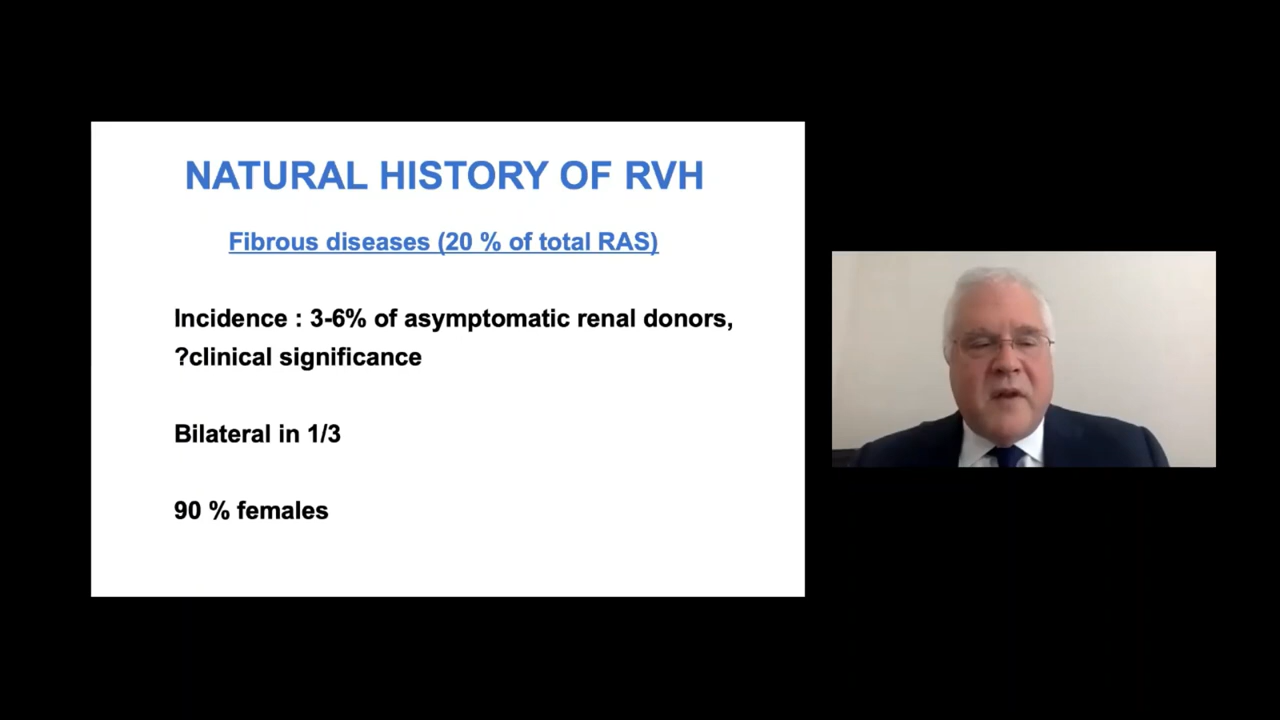 NATURAL HISTORY OF RVH
Fibrous diseases (20 % of total RAS)
Incidence : 3-6% of asymptomatic renal donors,
?clinical significance
Bilateral in 1/3
90 % females